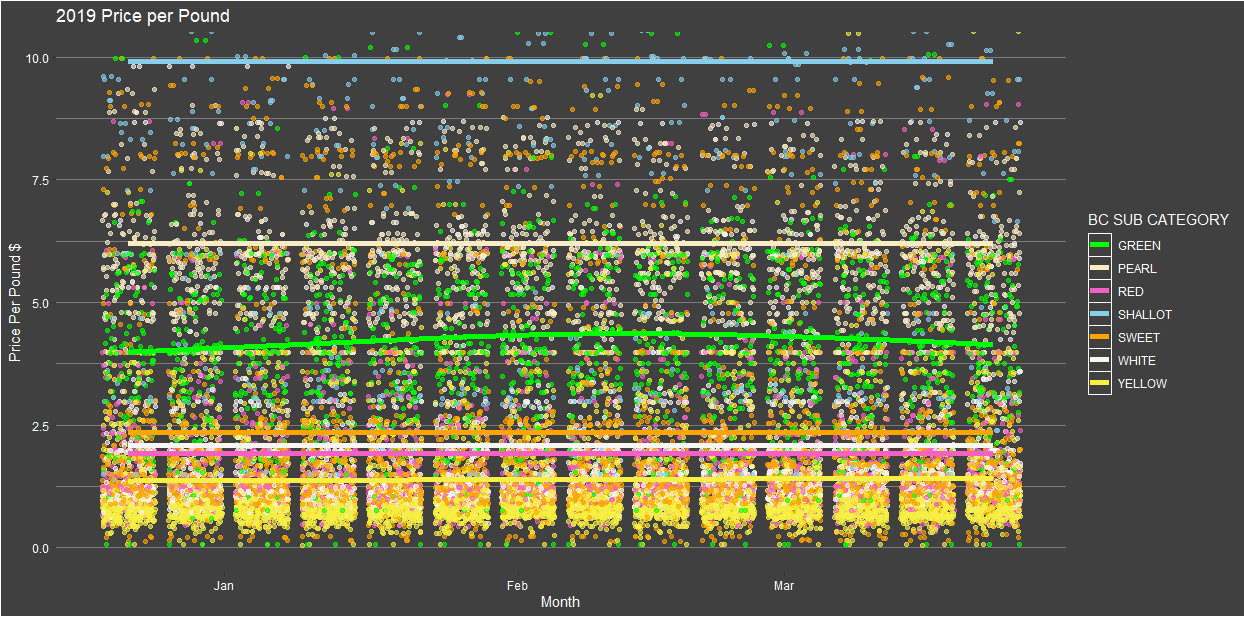 2019 Price per Pound
Price Per Pound $
10.0
7.5
5.0
2.5
0.0
Jan Feb Mar
Month
BC SUB CATEGORY
GREEN
PEARL
RED
SHALLOT
SWEET
WHITE
YELLOW